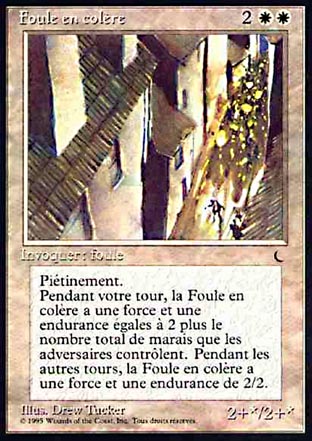 Foule en colère 2
Invoquer : foule
Piétinement.
Pendant votre tour, la Foule en
colère a une force et une
endurance égales à 2 plus le
nombre total de marais que les
adversaires contrôlent. Pendant les
autres tours, la Foule en colère a
une force et une endurance de 2/2.
Illus. Drew Tucker 2+*/2+*
© 1995 Wizards of the Coast, Inc. Tous droits réservés.